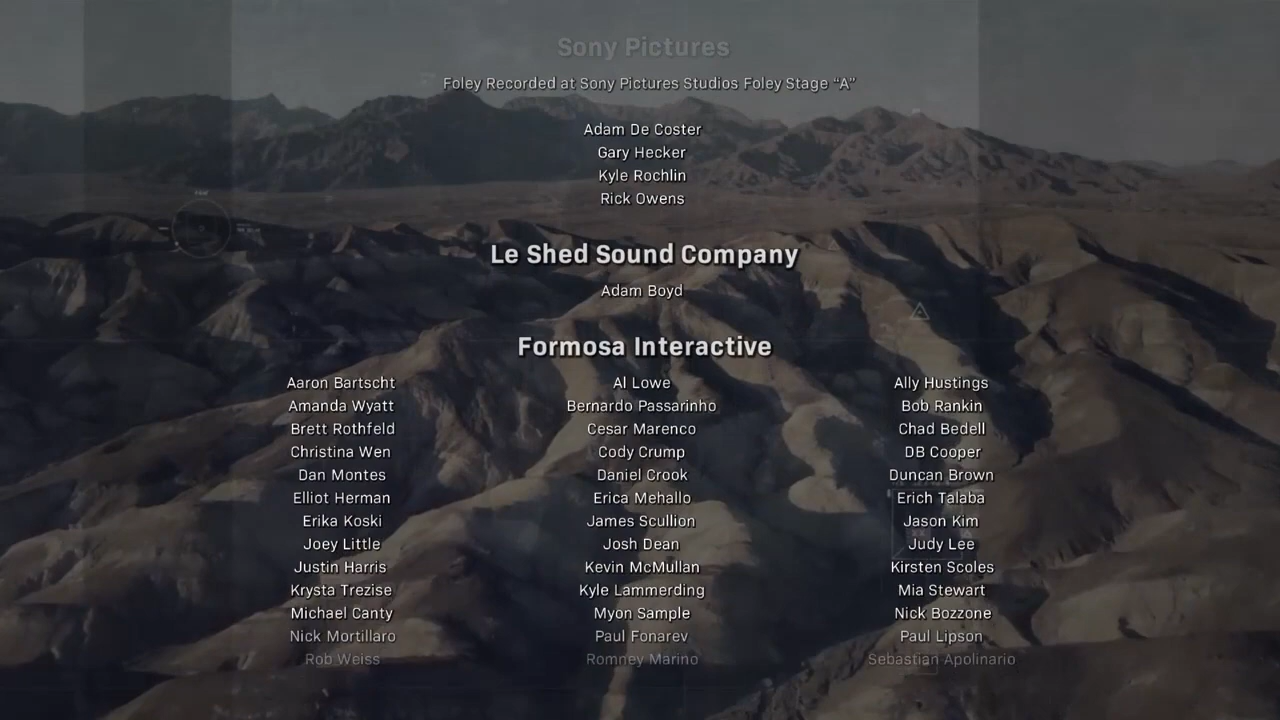 Sony Pictures
Foley Recorded at Sony Pictures Studios Foley Stage “A”
Adam De Coster
Gary Hecker
Kyle Rochlin
Rick Owens
Le Shed Sound Company
Adam Boyd
Formosa Interactive
Aaron Bartscht Al Lowe Ally Hustings
Amanda Wyatt Bernardo Passarinho Bob Rankin
Brett Rothfeld Cesar Marenco Chad Bedell
Christina Wen Cody Crump DB Cooper
Dan Montes Daniel Crook Duncan Brown
Elliot Herman Erica Mehallo Erich Talaba
Erika Koski James Scullion Jason Kim
Joey Little Josh Dean Judy Lee
Justin Harris Kevin McMullan Kirsten Scoles
Krysta Trezise Kyle Lammerding Mia Stewart
Michael Canty Myon Sample Nick Bozzone
Nick Mortillaro Paul Fonarev Paul Lipson
Rob Weiss Romney Marino Sebastian Apolinario